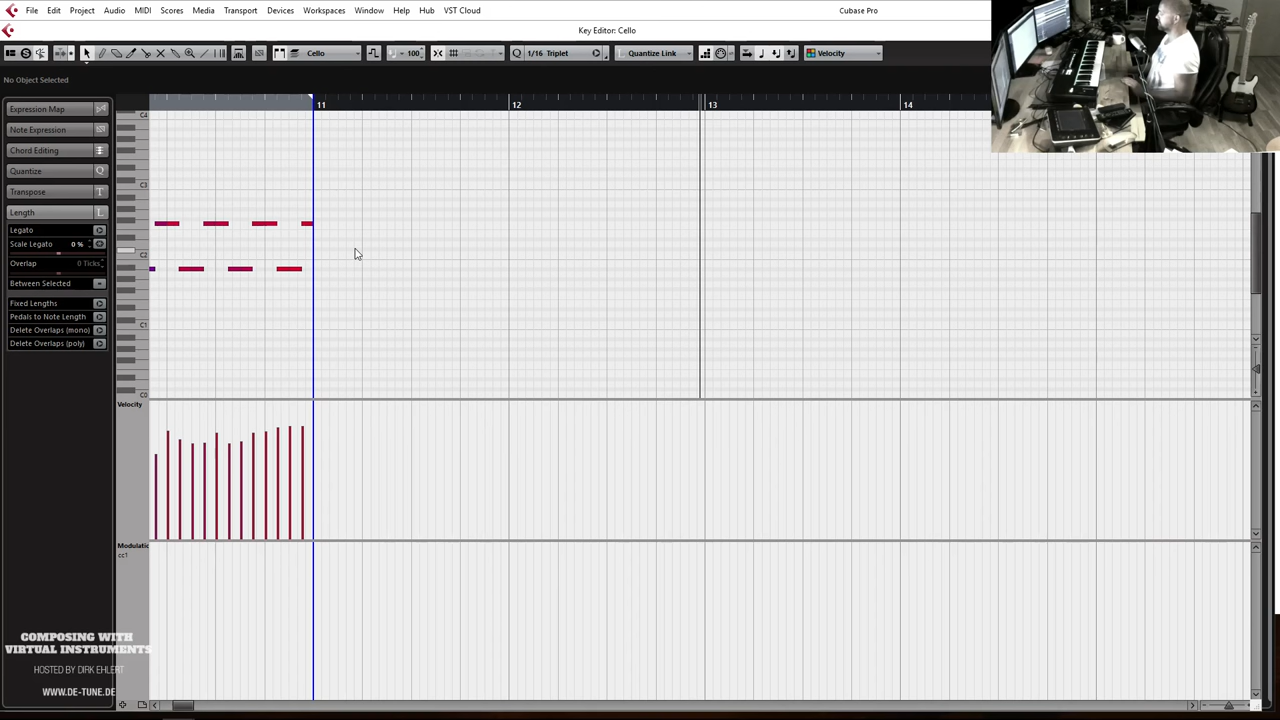 File Edit Project Audio MIDI Scores Media Transport Devices Workspaces Window Help Hub VST Cloud Cubase Pro
Key Editor: Cello
Cello 100 Q 1/16 Triplet Quantize Link Velocity
No Object Selected
11 12 13 14
Expression Map
Note Expression
Chord Editing
Quantize Q
Transpose T
Length L
Legato
Scale Legato 0 %
Overlap 0 Ticks
Between Selected
Fixed Lengths
Pedals to Note Length
Delete Overlaps (mono)
Delete Overlaps (poly)
C4
C3
C2
C1
C0
Velocity
Modulatic
cc1
COMPOSING WITH
VIRTUAL INSTRUMENTS
HOSTED BY DIRK EHLERT
WWW.DE-TUNE.DE